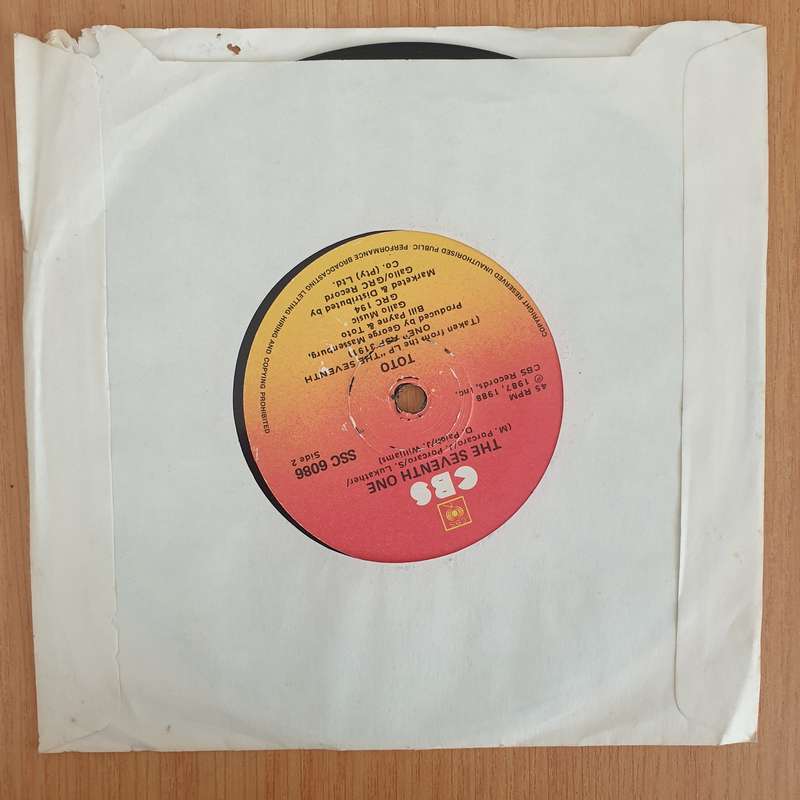 CBS
THE SEVENTH ONE
(M. Porcaro/J. Porcaro/S. Lukather/
D. Paich/J. Williams)
SSC 6086
Side 2
45 RPM
℗ 1987, 1988
CBS Records, Inc.
TOTO
(Taken from the LP "THE SEVENTH
ONE" ASF 3191)
Produced by George Massenburg,
Bill Payne & Toto
Gallo Music
GRC 194
Marketed & Distributed by
Gallo/GRC Record
Co. (Pty) Ltd.
COPYRIGHT RESERVED UNAUTHORISED PUBLIC PERFORMANCE BROADCASTING LETTING HIRING AND COPYING PROHIBITED